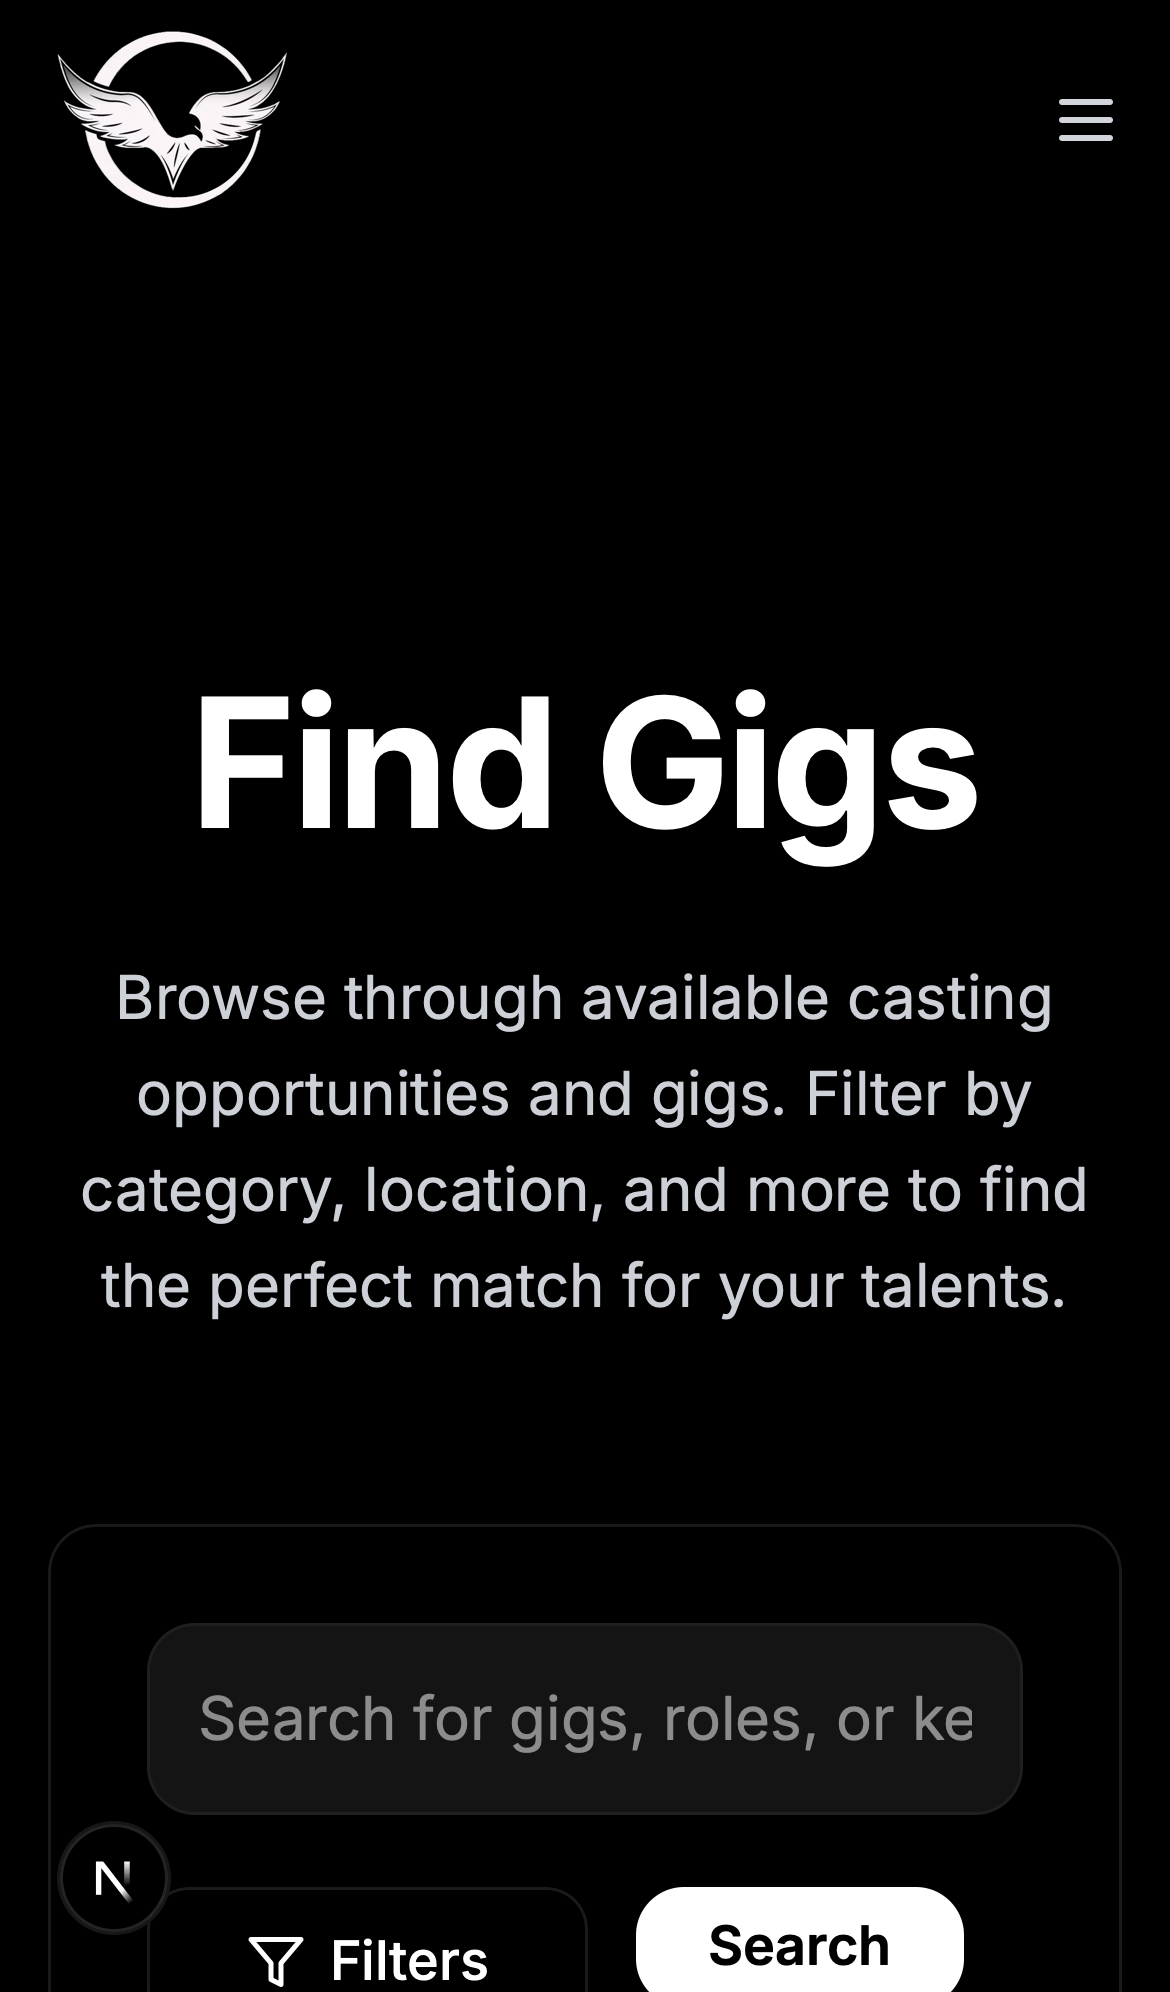 Find Gigs
Browse through available casting
opportunities and gigs. Filter by
category, location, and more to find
the perfect match for your talents.
Search for gigs, roles, or ke
N
Filters
Search